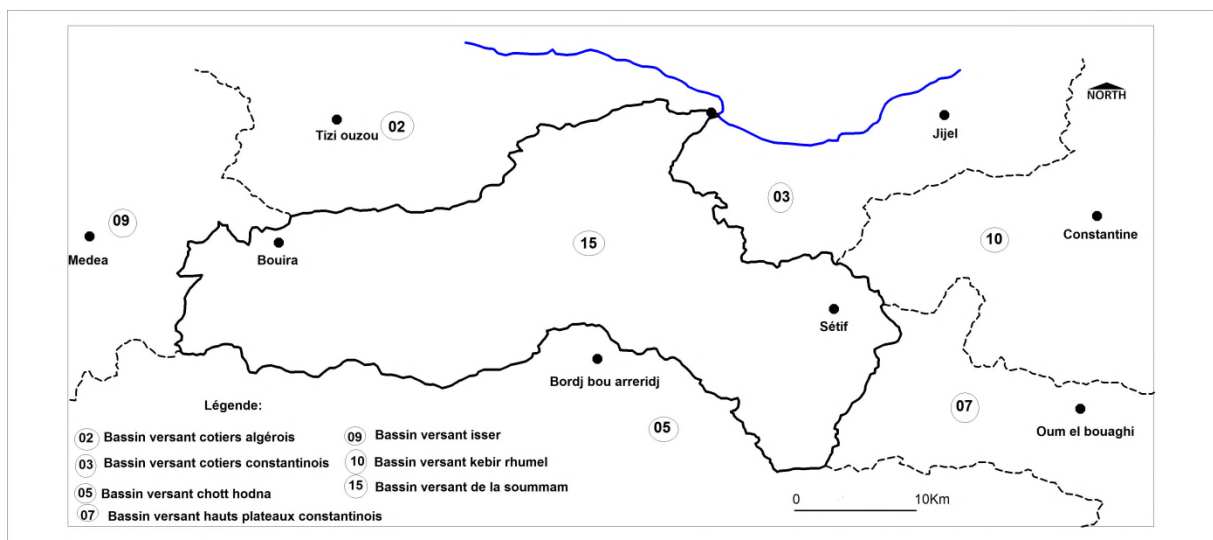 NORTH
Tizi ouzou
02
Jijel
03
09
Medea
Bouira
15
10
Constantine
Sétif
Bordj bou arreridj
05
07
Oum el bouaghi
Légende:
02 Bassin versant cotiers algérois
03 Bassin versant cotiers constantinois
05 Bassin versant chott hodna
07 Bassin versant hauts plateaux constantinois
09 Bassin versant isser
10 Bassin versant kebir rhumel
15 Bassin versant de la soummam
0 10Km